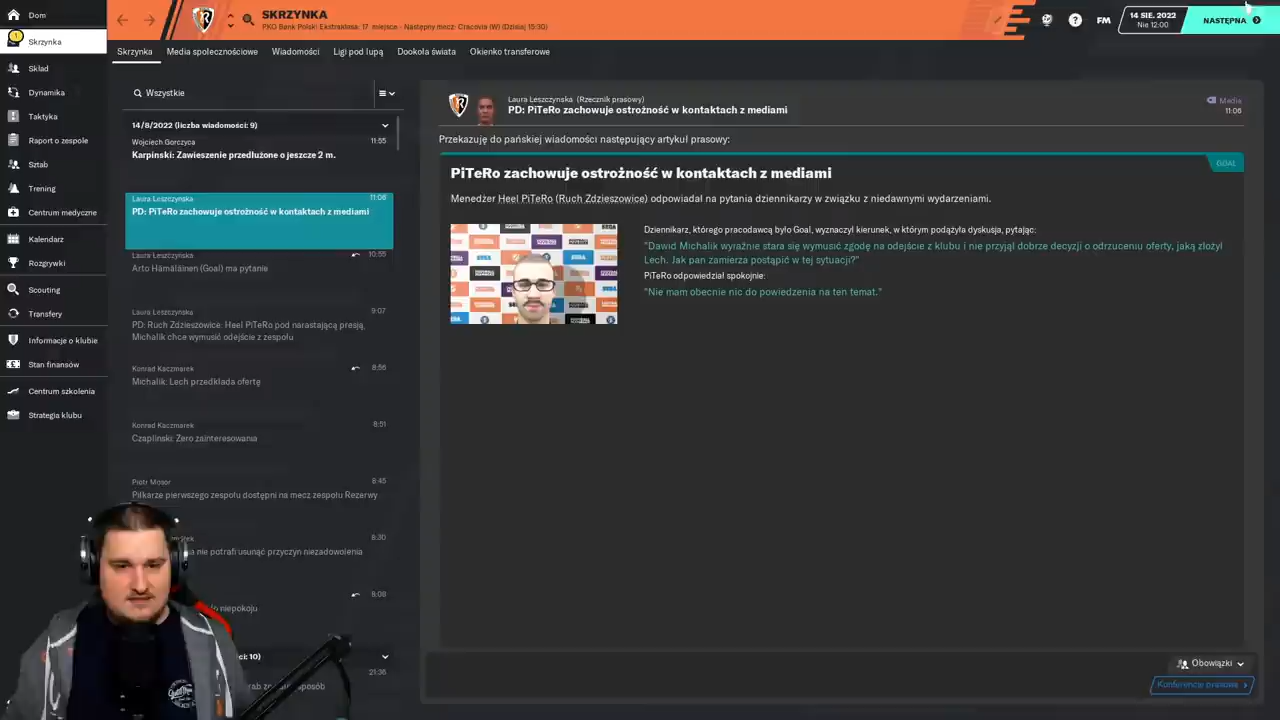 Dom
Skrzynka
Skład
Dynamika
Taktyka
Raport o zespole
Sztab
Trening
Centrum medyczne
Kalendarz
Rozgrywki
Scouting
Transfery
Informacje o klubie
Stan finansów
Centrum szkolenia
Strategia klubu
SKRZYNKA
PKO Bank Polski Ekstraklasa: 17. miejsce - Następny mecz: Cracovia (W) (Dzisiaj 15:30)
FM
14 SIE. 2022
Nie 12:00
NASTĘPNA
Skrzynka
Media społecznościowe
Wiadomości
Ligi pod lupą
Dookoła świata
Okienko transferowe
Wszystkie
14/8/2022 (liczba wiadomości: 9)
Wojciech Gorczyca 11:55
Karpiński: Zawieszenie przedłużone o jeszcze 2 m.
Laura Leszczyńska 11:06
PD: PiTeRo zachowuje ostrożność w kontaktach z mediami
Laura Leszczyńska 10:55
Arto Hämäläinen (Goal) ma pytanie
Laura Leszczyńska 9:07
PD: Ruch Zdzieszowice: Heel PiTeRo pod narastającą presją,
Michalik chce wymusić odejście z zespołu
Konrad Kaczmarek 8:56
Michalik: Lech przedkłada ofertę
Konrad Kaczmarek 8:51
Czapliński: Zero zainteresowania
Piotr Mosór 8:45
Piłkarze pierwszego zespołu dostępni na mecz zespołu Rezerwy
8:30
nie potrafi usunąć przyczyn niezadowolenia
8:08
niepokoju
ci: 10)
21:36
sposób
Laura Leszczyńska (Rzecznik prasowy)
PD: PiTeRo zachowuje ostrożność w kontaktach z mediami
Media
11:06
Przekazuję do pańskiej wiadomości następujący artykuł prasowy:
GOAL
PiTeRo zachowuje ostrożność w kontaktach z mediami
Menedżer Heel PiTeRo (Ruch Zdzieszowice) odpowiadał na pytania dziennikarzy w związku z niedawnymi wydarzeniami.
Dziennikarz, którego pracodawcą było Goal, wyznaczył kierunek, w którym podążyła dyskusja, pytając:
"Dawid Michalik wyraźnie stara się wymusić zgodę na odejście z klubu i nie przyjął dobrze decyzji o odrzuceniu oferty, jaką złożył
Lech. Jak pan zamierza postąpić w tej sytuacji?"
PiTeRo odpowiedział spokojnie:
"Nie mam obecnie nic do powiedzenia na ten temat."
Obowiązki
Konferencja prasowa